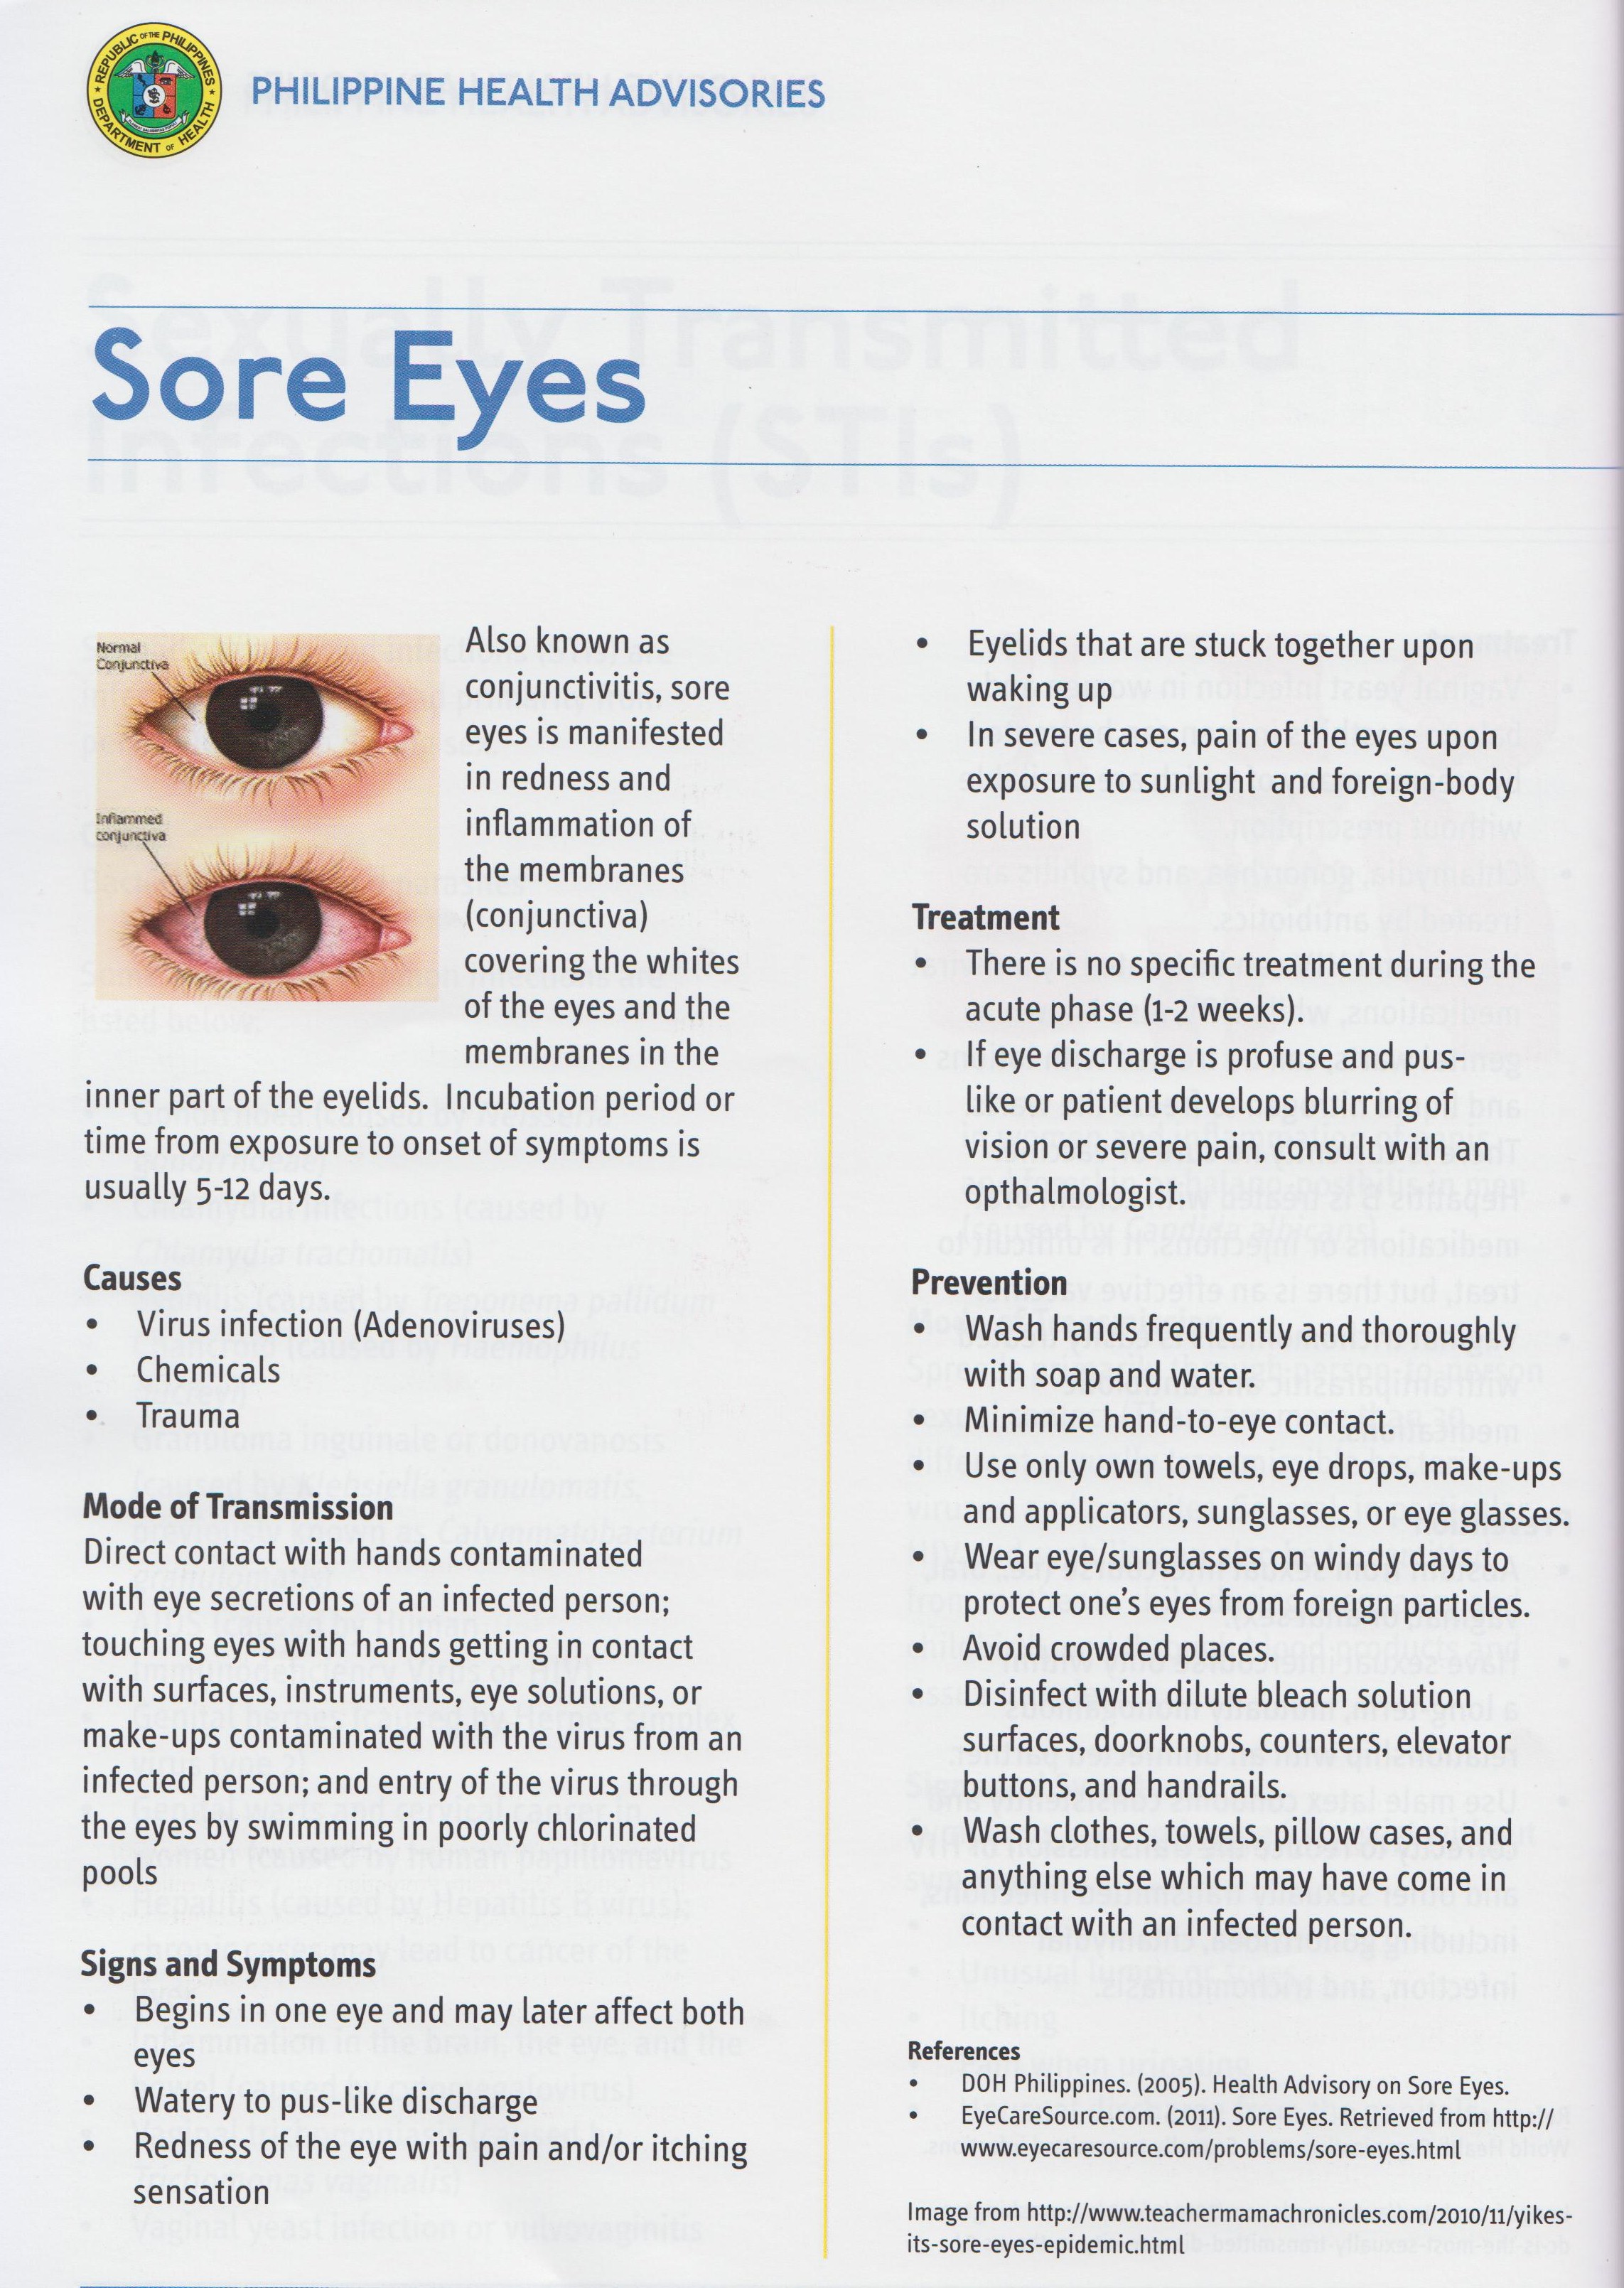 REPUBLIC OF THE PHILIPPINES
DEPARTMENT OF HEALTH
PHILIPPINE HEALTH ADVISORIES
Sore Eyes
Normal
Conjunctiva
Inflammed
conjunctiva
Also known as
conjunctivitis, sore
eyes is manifested
in redness and
inflammation of
the membranes
(conjunctiva)
covering the whites
of the eyes and the
membranes in the
inner part of the eyelids. Incubation period or
time from exposure to onset of symptoms is
usually 5-12 days.
Causes
• Virus infection (Adenoviruses)
• Chemicals
• Trauma
Mode of Transmission
Direct contact with hands contaminated
with eye secretions of an infected person;
touching eyes with hands getting in contact
with surfaces, instruments, eye solutions, or
make-ups contaminated with the virus from an
infected person; and entry of the virus through
the eyes by swimming in poorly chlorinated
pools
Signs and Symptoms
• Begins in one eye and may later affect both
eyes
• Watery to pus-like discharge
• Redness of the eye with pain and/or itching
sensation
• Eyelids that are stuck together upon
waking up
• In severe cases, pain of the eyes upon
exposure to sunlight and foreign-body
solution
Treatment
• There is no specific treatment during the
acute phase (1-2 weeks).
• If eye discharge is profuse and pus-
like or patient develops blurring of
vision or severe pain, consult with an
opthalmologist.
Prevention
• Wash hands frequently and thoroughly
with soap and water.
• Minimize hand-to-eye contact.
• Use only own towels, eye drops, make-ups
and applicators, sunglasses, or eye glasses.
• Wear eye/sunglasses on windy days to
protect one's eyes from foreign particles.
• Avoid crowded places.
• Disinfect with dilute bleach solution
surfaces, doorknobs, counters, elevator
buttons, and handrails.
• Wash clothes, towels, pillow cases, and
anything else which may have come in
contact with an infected person.
References
• DOH Philippines. (2005). Health Advisory on Sore Eyes.
• EyeCareSource.com. (2011). Sore Eyes. Retrieved from http://
www.eyecaresource.com/problems/sore-eyes.html
Image from http://www.teachermamachronicles.com/2010/11/yikes-
its-sore-eyes-epidemic.html